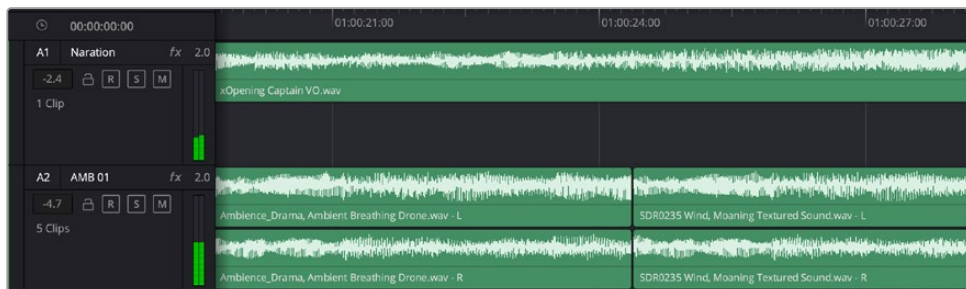 00:00:00:00
01:00:21:00 01:00:24:00 01:00:27:00
A1 Naration fx 2.0
-2.4 R S M
1 Clip
xOpening Captain VO.wav
A2 AMB 01 fx 2.0
-4.7 R S M
5 Clips
Ambience_Drama, Ambient Breathing Drone.wav - L
SDR0235 Wind, Moaning Textured Sound.wav - L
Ambience_Drama, Ambient Breathing Drone.wav - R
SDR0235 Wind, Moaning Textured Sound.wav - R